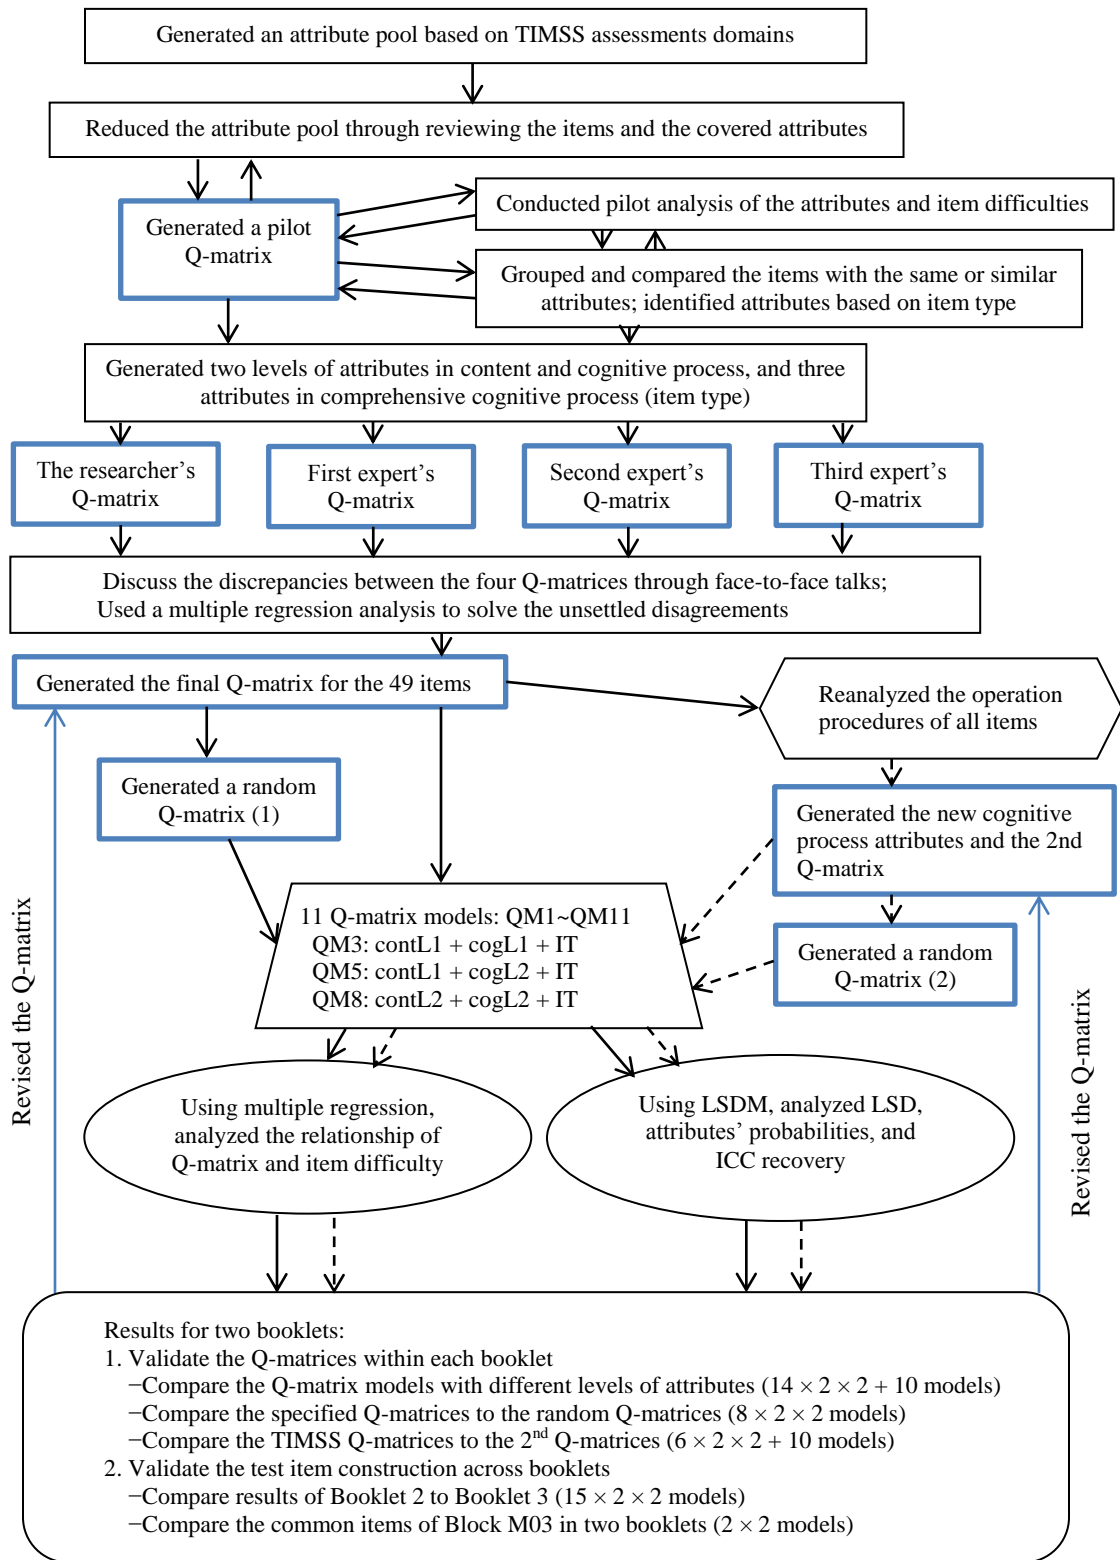 Generated an attribute pool based on TIMSS assessments domains
Reduced the attribute pool through reviewing the items and the covered attributes
Generated a pilot
Q-matrix
Conducted pilot analysis of the attributes and item difficulties
Grouped and compared the items with the same or similar
attributes; identified attributes based on item type
Generated two levels of attributes in content and cognitive process, and three
attributes in comprehensive cognitive process (item type)
The researcher's
Q-matrix
First expert's
Q-matrix
Second expert's
Q-matrix
Third expert's
Q-matrix
Discuss the discrepancies between the four Q-matrices through face-to-face talks;
Used a multiple regression analysis to solve the unsettled disagreements
Generated the final Q-matrix for the 49 items
Reanalyzed the operation
procedures of all items
Generated a random
Q-matrix (1)
Generated the new cognitive
process attributes and the 2nd
Q-matrix
11 Q-matrix models: QM1~QM11
QM3: contL1 + cogL1 + IT
QM5: contL1 + cogL2 + IT
QM8: contL2 + cogL2 + IT
Generated a random
Q-matrix (2)
Revised the Q-matrix
Revised the Q-matrix
Using multiple regression,
analyzed the relationship of
Q-matrix and item difficulty
Using LSDM, analyzed LSD,
attributes' probabilities, and
ICC recovery
Results for two booklets:
1. Validate the Q-matrices within each booklet
−Compare the Q-matrix models with different levels of attributes (14 × 2 × 2 + 10 models)
−Compare the specified Q-matrices to the random Q-matrices (8 × 2 × 2 models)
−Compare the TIMSS Q-matrices to the 2nd Q-matrices (6 × 2 × 2 + 10 models)
2. Validate the test item construction across booklets
−Compare results of Booklet 2 to Booklet 3 (15 × 2 × 2 models)
−Compare the common items of Block M03 in two booklets (2 × 2 models)